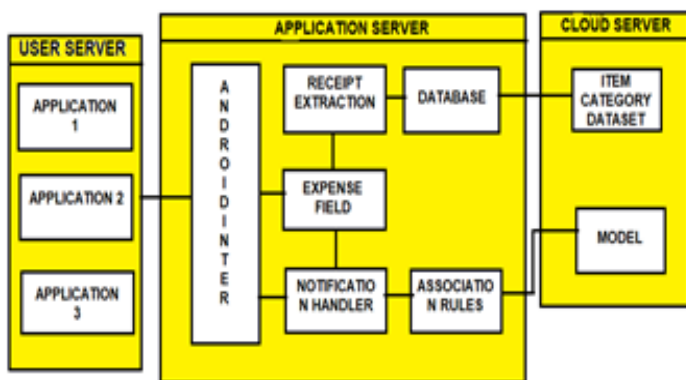 USER SERVER
APPLICATION
1
APPLICATION 2
APPLICATION
3
APPLICATION SERVER
A
N
D
R
O
I
D
I
N
T
E
R
RECEIPT
EXTRACTION
DATABASE
EXPENSE
FIELD
NOTIFICATIO
N HANDLER
ASSOCIATIO
N RULES
CLOUD SERVER
ITEM
CATEGORY
DATASET
MODEL